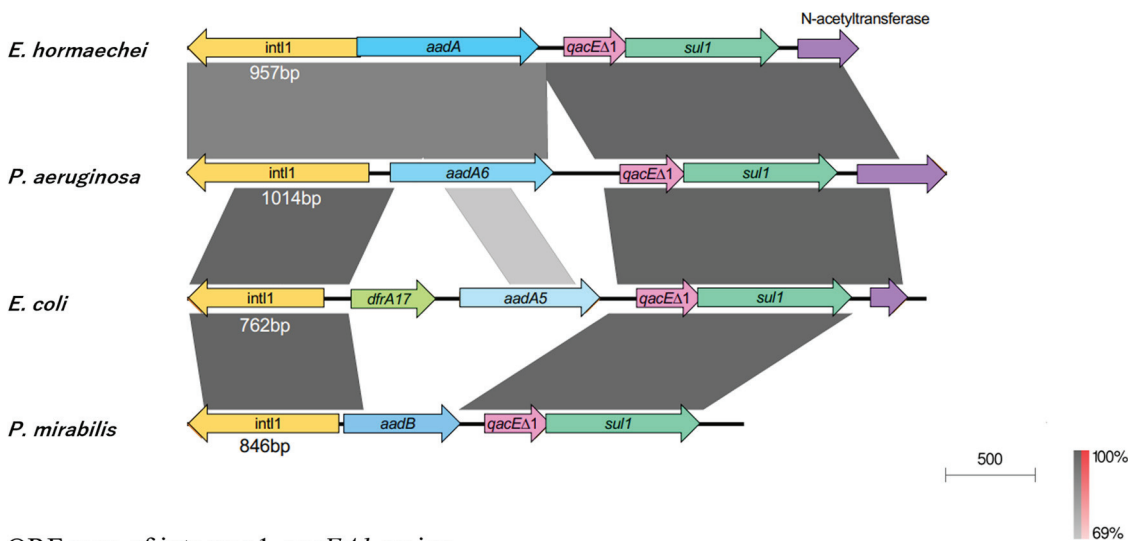 N-acetyltransferase
E. hormaechei intI1 aadA qacEΔ1 sul1
957bp
P. aeruginosa intI1 aadA6 qacEΔ1 sul1
1014bp
E. coli intI1 dfrA17 aadA5 qacEΔ1 sul1
762bp
P. mirabilis intI1 aadB qacEΔ1 sul1
846bp
500
100%
69%